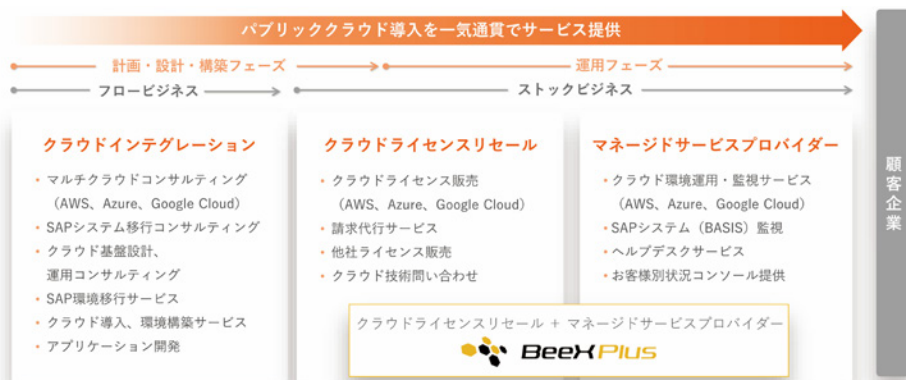 パブリッククラウド導入を一気通貫でサービス提供
計画・設計・構築フェーズ
運用フェーズ
フロービジネス
ストックビジネス
クラウドインテグレーション
・マルチクラウドコンサルティング
（AWS、Azure、Google Cloud）
・SAPシステム移行コンサルティング
・クラウド基盤設計、
運用コンサルティング
・SAP環境移行サービス
・クラウド導入、環境構築サービス
・アプリケーション開発
クラウドライセンスリセール
・クラウドライセンス販売
（AWS、Azure、Google Cloud）
・請求代行サービス
・他社ライセンス販売
・クラウド技術問い合わせ
マネージドサービスプロバイダー
・クラウド環境運用・監視サービス
（AWS、Azure、Google Cloud）
・SAPシステム（BASIS）監視
・ヘルプデスクサービス
・お客様別状況コンソール提供
クラウドライセンスリセール + マネージドサービスプロバイダー
BeeX Plus
顧客企業